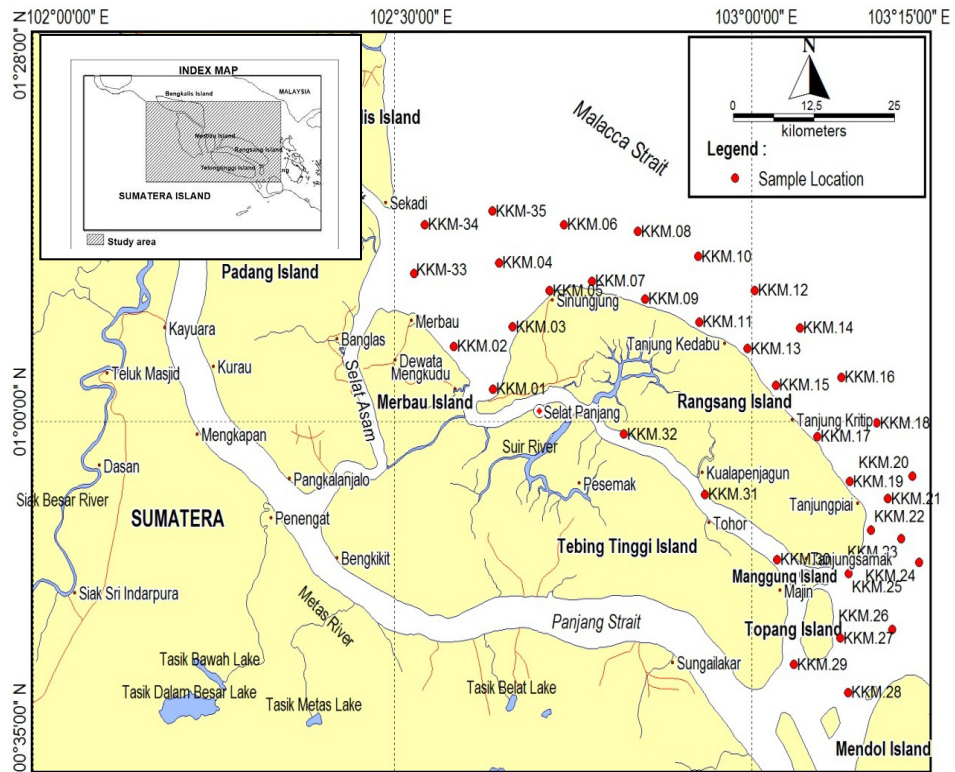 102°00'00" E
102°30'00" E
103°00'00" E
103°15'00" E
01°28'00" N
01°00'00" N
00°35'00" N
INDEX MAP
Bengkalis Island
MALAYSIA
Merbau Island
Rangsang Island
Tebingtinggi Island
ng
SUMATERA ISLAND
Study area
N
0 12,5 25
kilometers
Legend :
Sample Location
Malacca Strait
lis Island
Sekadi
KKM-34
KKM-35
KKM.06
KKM.08
KKM.10
KKM-33
KKM.04
KKM.07
KKM.05
KKM.09
KKM.12
Padang Island
Sinungjung
Kayuara
Merbau
KKM.03
KKM.11
KKM.14
Banglas
KKM.02
Tanjung Kedabu
KKM.13
Kurau
Dewata
Mengkudu
Teluk Masjid
Selat Asam
KKM.01
KKM.15
KKM.16
Merbau Island
Rangsang Island
Selat Panjang
Tanjung Kritip
KKM.18
Mengkapan
KKM.32
KKM.17
Suir River
Dasan
KKM.20
Kualapenjagun
Pangkalanjalo
Pesemak
KKM.19
KKM.31
KKM.21
Siak Besar River
Tanjungpiai
SUMATERA
Penengat
KKM.22
Tohor
Tebing Tinggi Island
KKM.23
Bengkikit
KKM.30
Tanjungsamak
Manggung Island
KKM.24
KKM.25
Siak Sri Indarpura
Majin
Metas River
KKM.26
Panjang Strait
Topang Island
KKM.27
Tasik Bawah Lake
Sungailakar
KKM.29
Tasik Dalam Besar Lake
Tasik Belat Lake
KKM.28
Tasik Metas Lake
Mendol Island